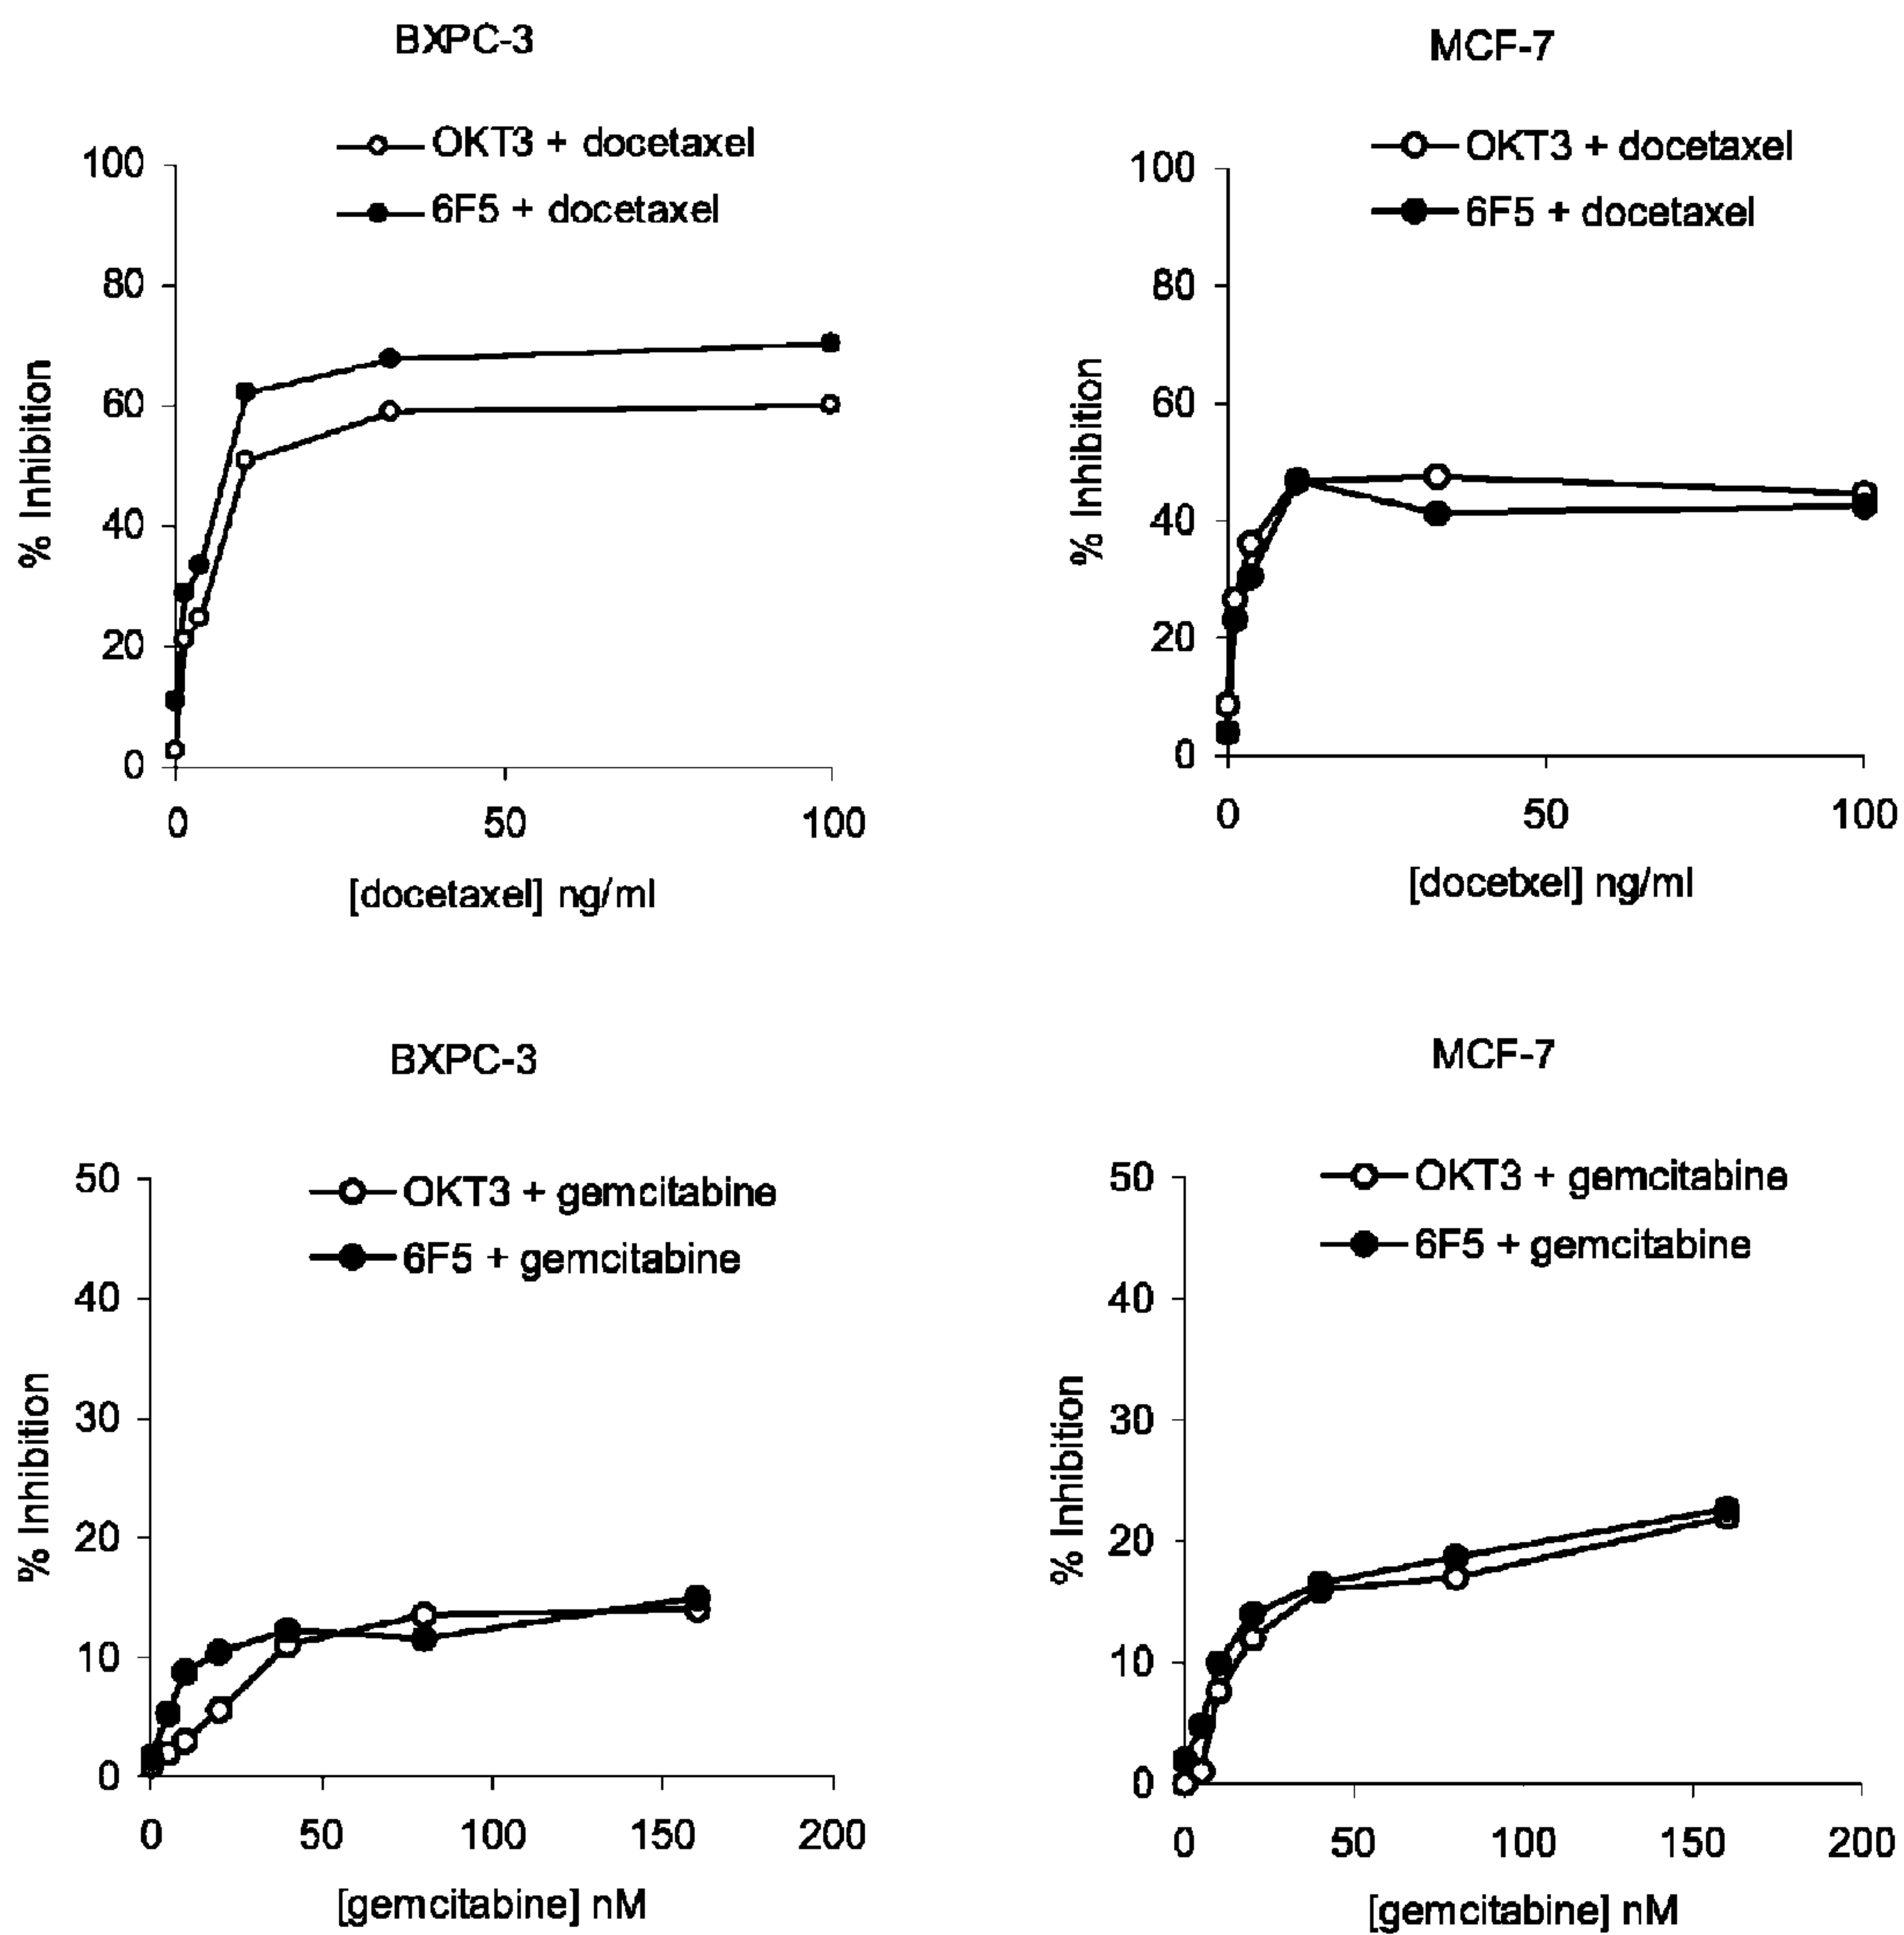 BXPC-3
OKT3 + docetaxel
6F5 + docetaxel
100
80
60
40
20
0
% Inhibition
0 50 100
[docetaxel] ng/ml
MCF-7
OKT3 + docetaxel
6F5 + docetaxel
100
80
60
40
20
0
% Inhibition
0 50 100
[docetxel] ng/ml
BXPC-3
OKT3 + gemcitabine
6F5 + gemcitabine
50
40
30
20
10
0
% Inhibition
0 50 100 150 200
[gemcitabine] nM
MCF-7
OKT3 + gemcitabine
6F5 + gemcitabine
50
40
30
20
10
0
% Inhibition
0 50 100 150 200
[gemcitabine] nM